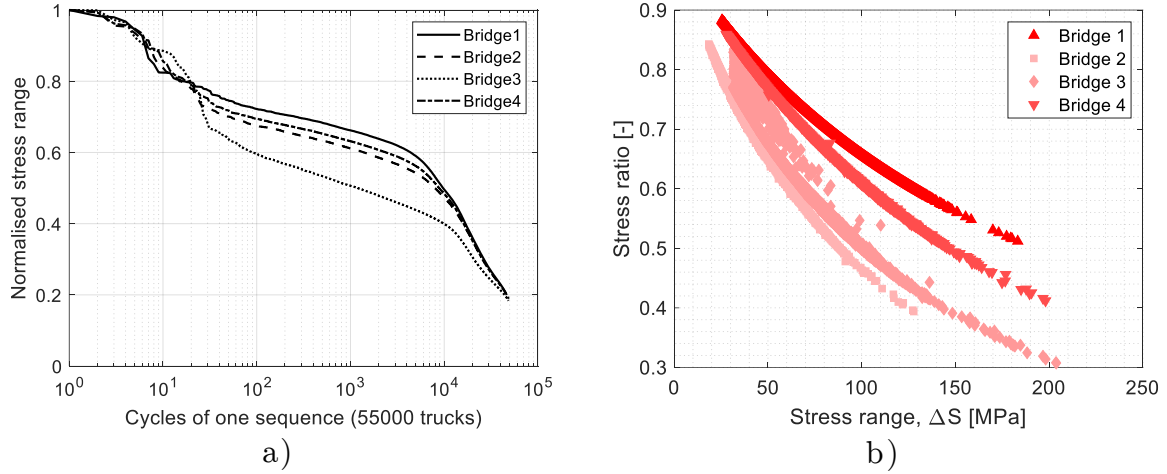 Normalised stress range
1
0.8
0.6
0.4
0.2
0
10^0 10^1 10^2 10^3 10^4 10^5
Cycles of one sequence (55000 trucks)
Bridge1
Bridge2
Bridge3
Bridge4
a)
Stress ratio [-]
0.9
0.8
0.7
0.6
0.5
0.4
0.3
0 50 100 150 200 250
Stress range, ΔS [MPa]
Bridge 1
Bridge 2
Bridge 3
Bridge 4
b)